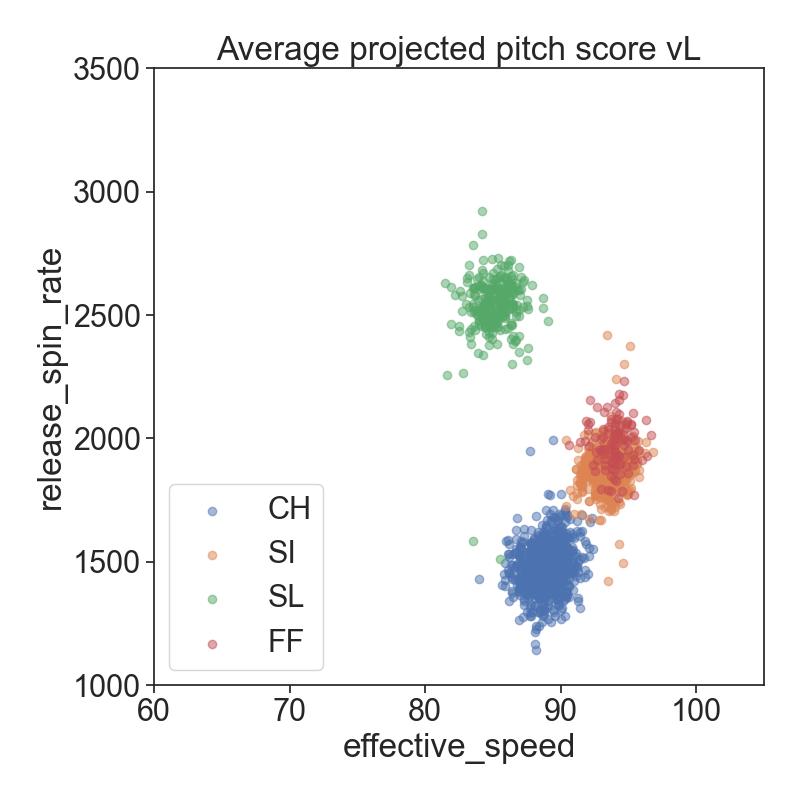 Average projected pitch score vL
3500
3000
2500
2000
1500
1000
release_spin_rate
CH
SI
SL
FF
60 70 80 90 100
effective_speed